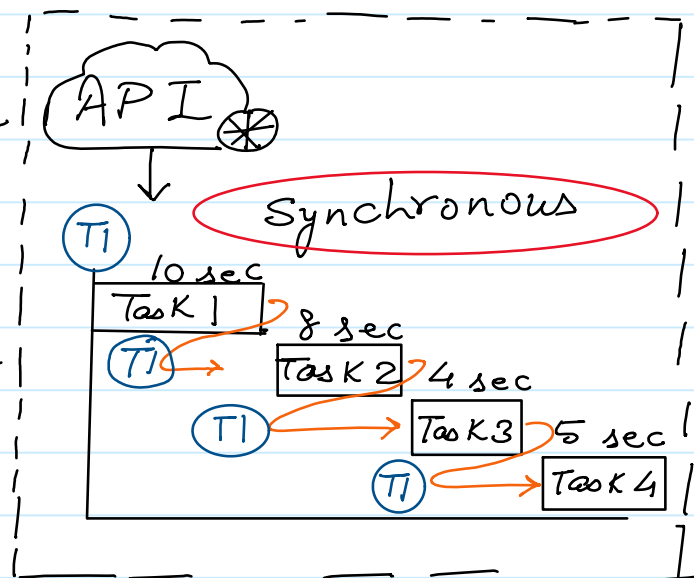 API
Synchronous
T1
10 sec
Task 1
8 sec
T1
Task 2
4 sec
T1
Task 3
5 sec
T1
Task 4